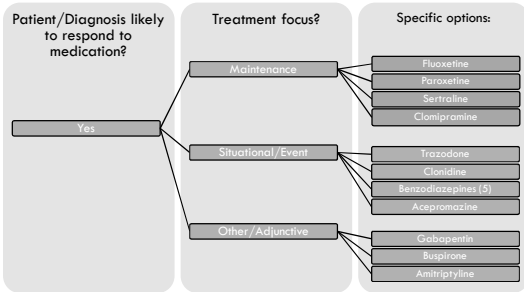 Patient/Diagnosis likely
to respond to
medication?
Treatment focus?
Specific options:
Yes
Maintenance
Fluoxetine
Paroxetine
Sertraline
Clomipramine
Situational/Event
Trazodone
Clonidine
Benzodiazepines (5)
Acepromazine
Other/Adjunctive
Gabapentin
Buspirone
Amitriptyline